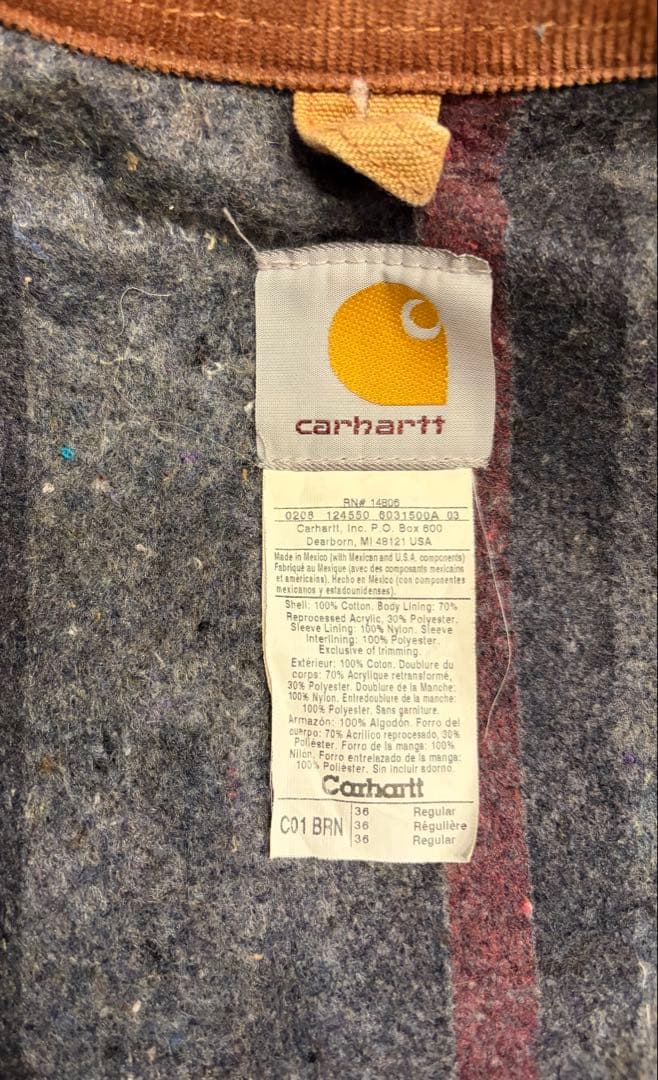 carhartt
RN# 14806
0208 124550 6031500A 03
Carhartt, Inc. P.O. Box 600
Dearborn, MI 48121 USA
Made in Mexico (with Mexican and U.S.A. components)
Fabriqué au Mexique (avec des composants mexicains
et américains). Hecho en México (con componentes
mexicanos y estadounidenses).
Shell: 100% Cotton. Body Lining: 70%
Reprocessed Acrylic, 30% Polyester.
Sleeve Lining: 100% Nylon. Sleeve
Interlining: 100% Polyester.
Exclusive of trimming.
Extérieur: 100% Coton. Doublure du
corps: 70% Acrylique retransformé,
30% Polyester. Doublure de la Manche:
100% Nylon. Entredoublure de la manche:
100% Polyester. Sans garniture.
Armazón: 100% Algodón. Forro del
cuerpo: 70% Acrilico reprocesado, 30%
Poliéster. Forro de la manga: 100%
Nilón. Forro entrelazado de la manga:
100% Poliéster. Sin incluir adorno.
Carhartt
C01 BRN
36 Regular
36 Régulière
36 Regular